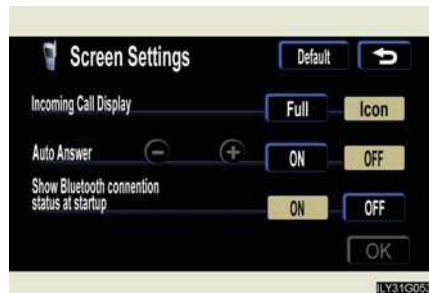 Screen Settings Default
Incoming Call Display Full Icon
Auto Answer − + ON OFF
Show Bluetooth connention
status at startup ON OFF
OK
ILY31G053